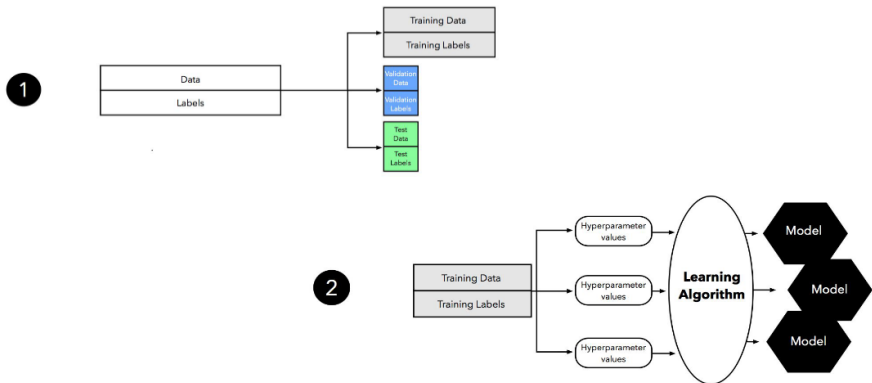 1
Data
Labels
Training Data
Training Labels
Validation
Data
Validation
Labels
Test
Data
Test
Labels
2
Training Data
Training Labels
Hyperparameter
values
Hyperparameter
values
Hyperparameter
values
Learning
Algorithm
Model
Model
Model